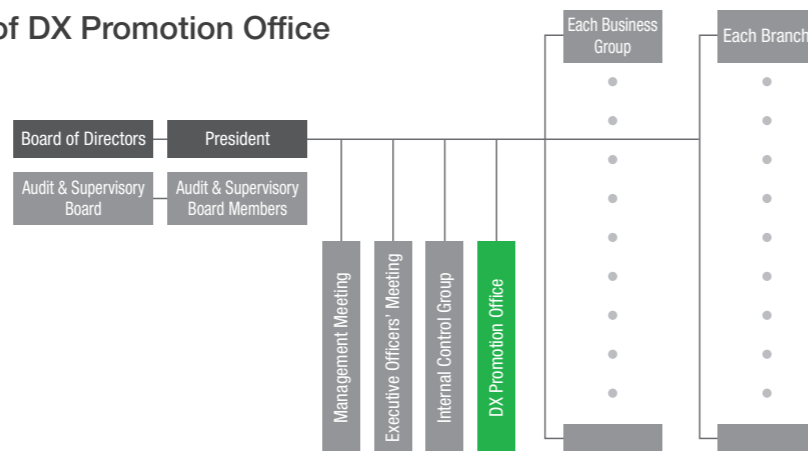 of DX Promotion Office
Each Business
Group
Each Branch
Board of Directors
President
Audit & Supervisory
Board
Audit & Supervisory
Board Members
Management Meeting
Executive Officers' Meeting
Internal Control Group
DX Promotion Office